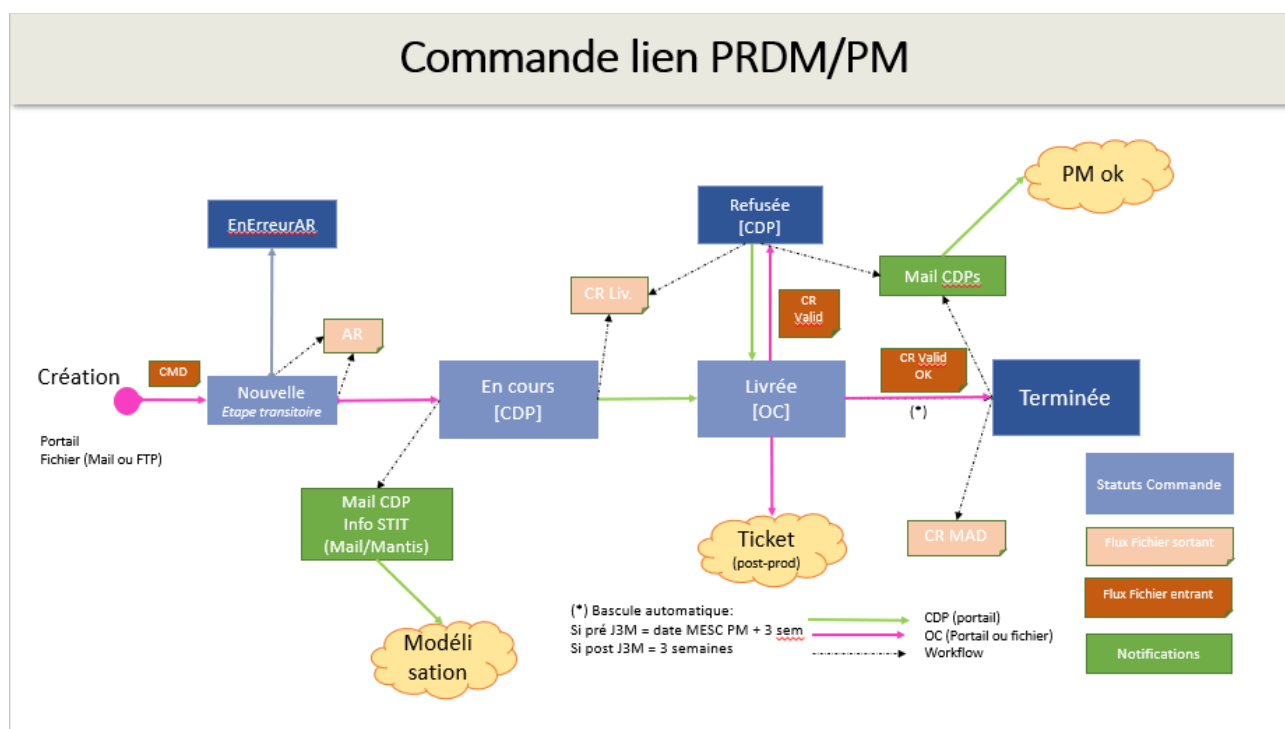 Commande lien PRDM/PM
PM ok
EnErreurAR
Refusée
[CDP]
Mail CDPs
CR Liv.
CR
Valid
AR
CR Valid
OK
Création
CMD
Nouvelle
Etape transitoire
En cours
[CDP]
Livrée
[OC]
(*)
Terminée
Portail
Fichier (Mail ou FTP)
Mail CDP
Info STIT
(Mail/Mantis)
Ticket
(post-prod)
CR MAD
Statuts Commande
Flux Fichier sortant
Flux Fichier entrant
Notifications
Modéli
sation
(*) Bascule automatique:
Si pré J3M = date MESC PM + 3 sem
Si post J3M = 3 semaines
CDP (portail)
OC (Portail ou fichier)
Workflow